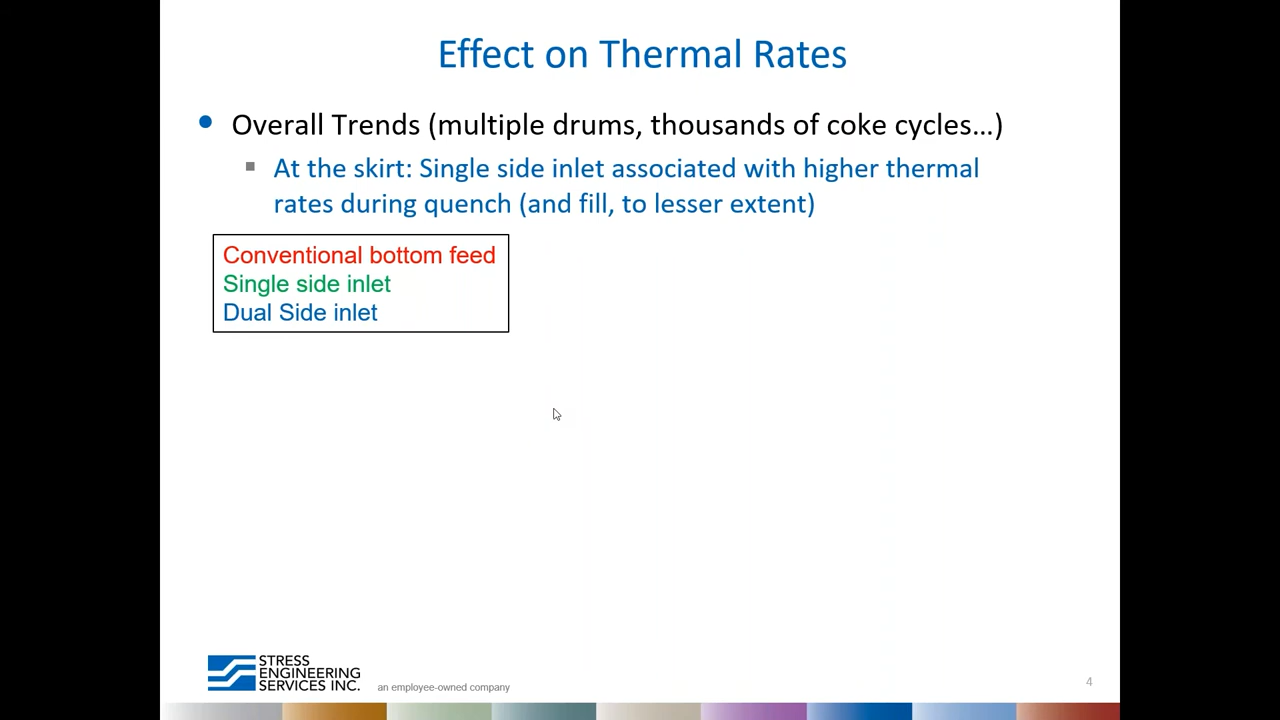 Effect on Thermal Rates
Overall Trends (multiple drums, thousands of coke cycles...)
At the skirt: Single side inlet associated with higher thermal
rates during quench (and fill, to lesser extent)
Conventional bottom feed
Single side inlet
Dual Side inlet
STRESS
ENGINEERING
SERVICES INC.
an employee-owned company
4